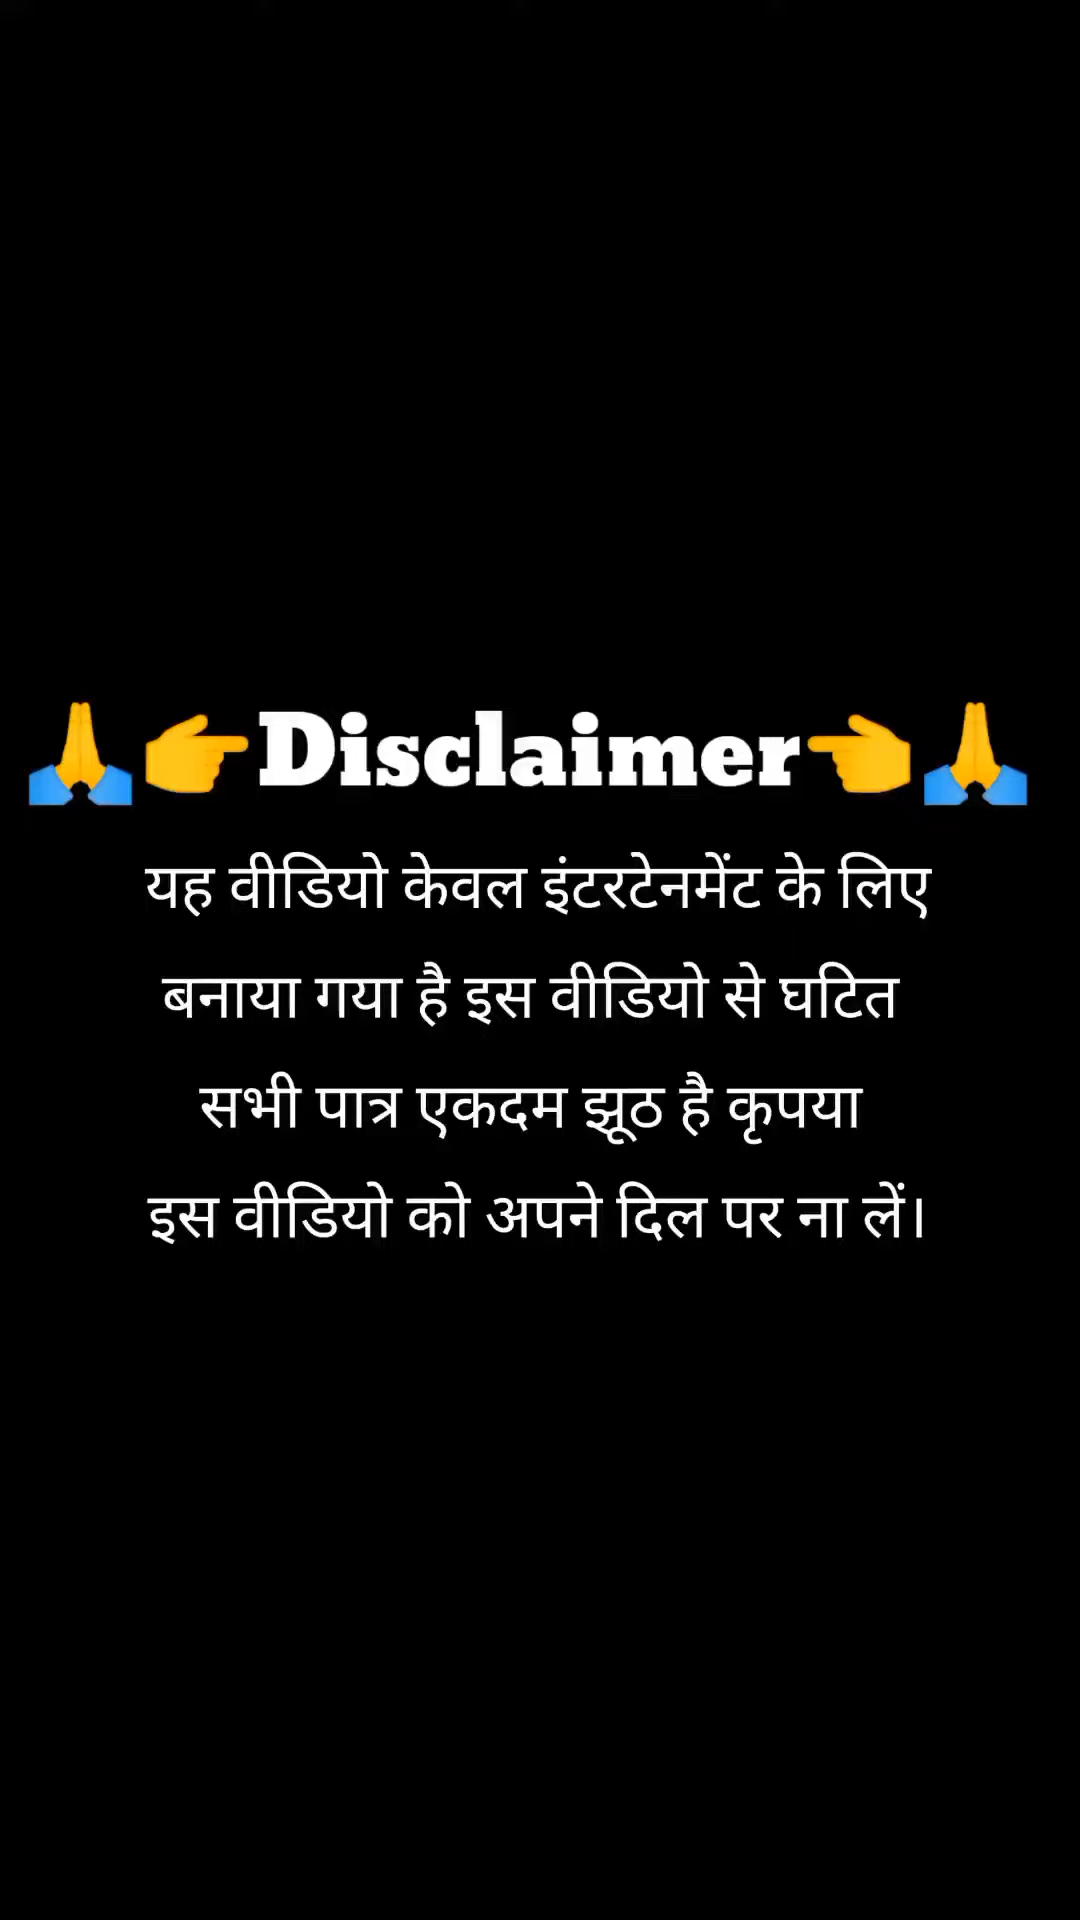 🙏👉Disclaimer👈🙏
यह वीडियो केवल इंटरटेनमेंट के लिए
बनाया गया है इस वीडियो से घटित
सभी पात्र एकदम झूठ है कृपया
इस वीडियो को अपने दिल पर ना लें।